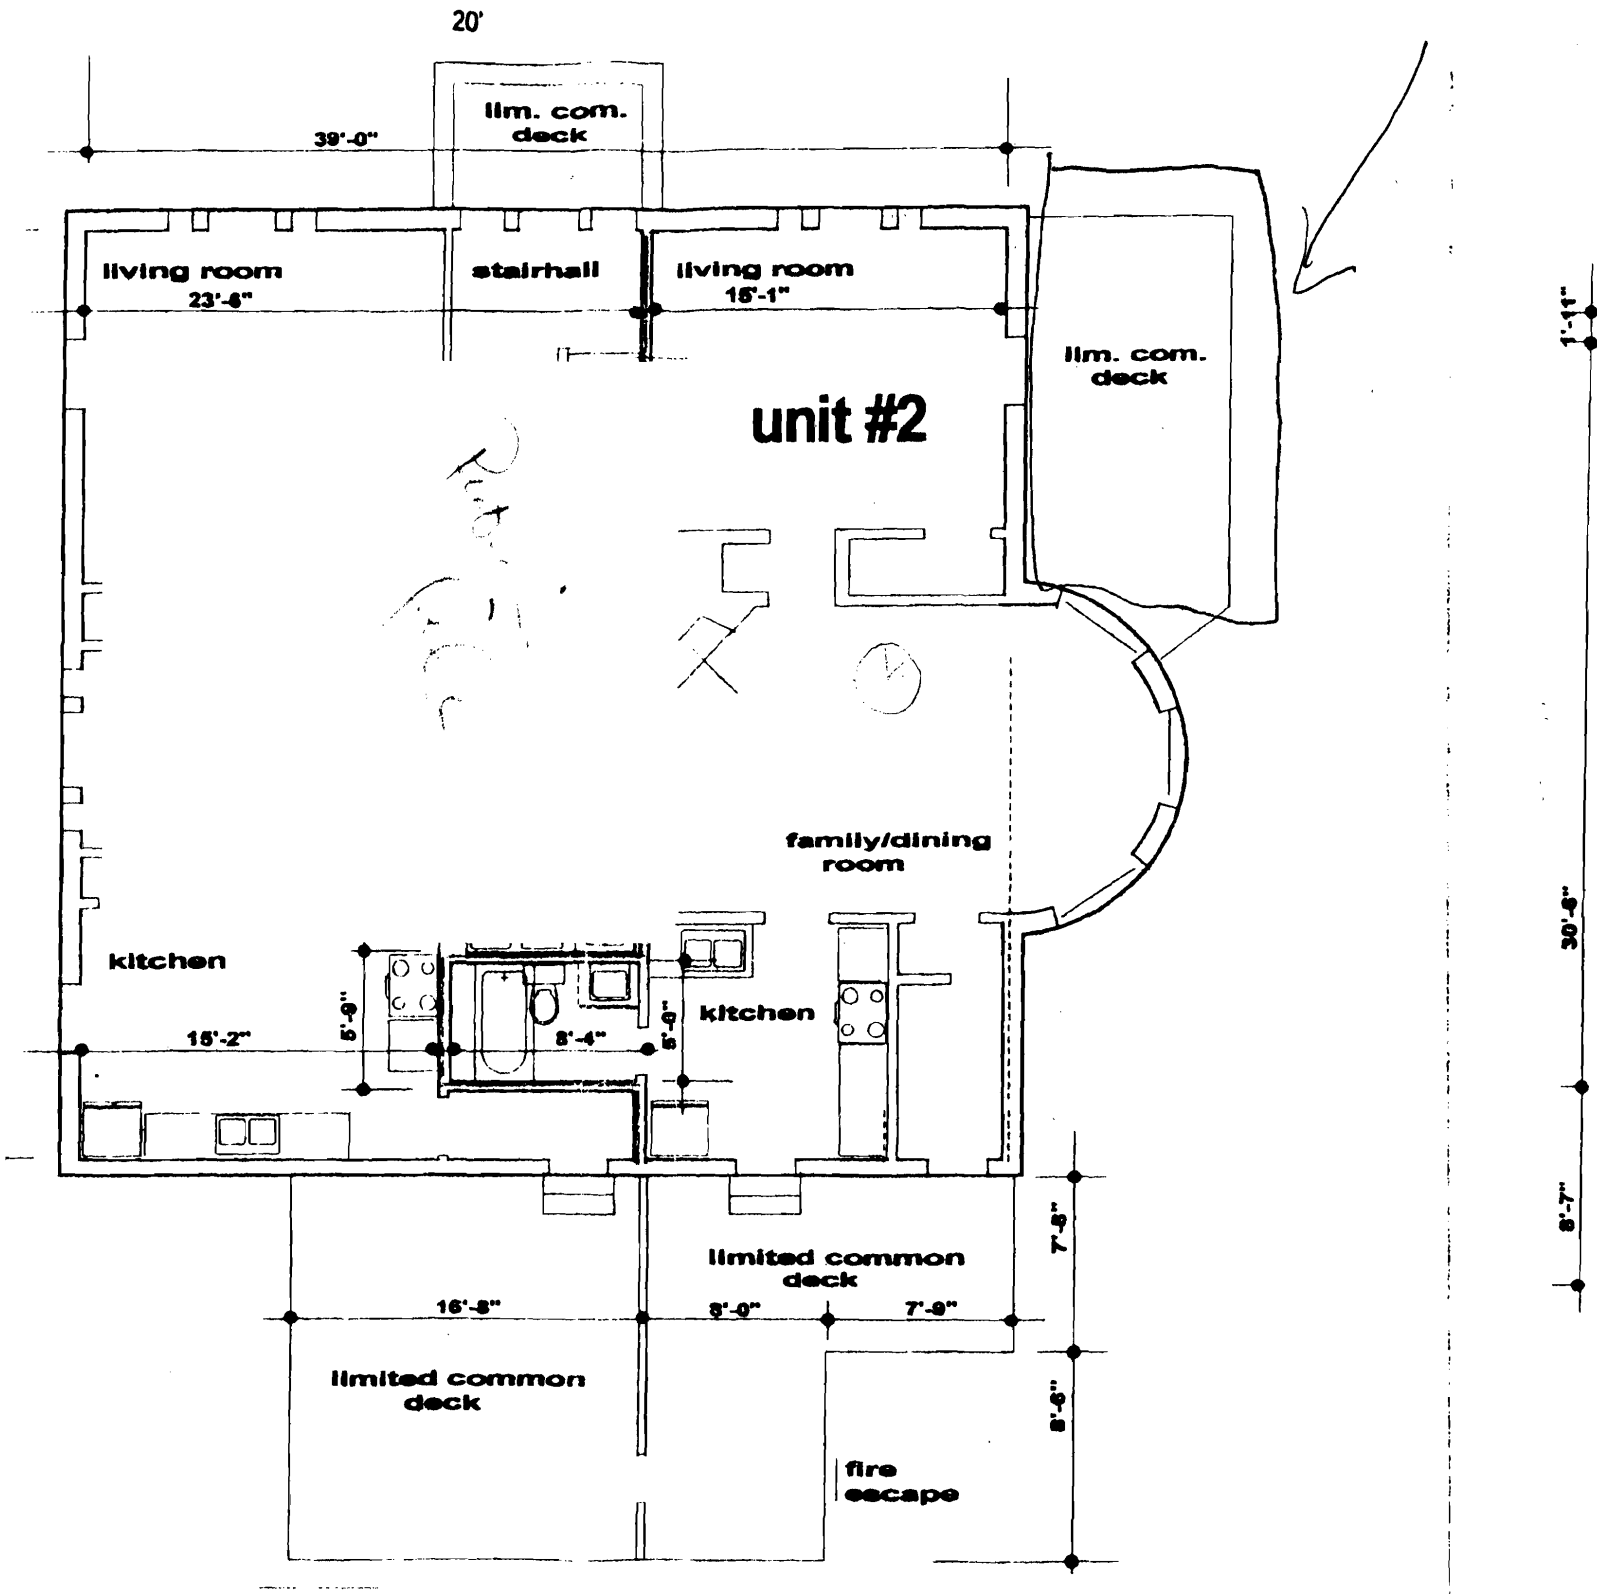 20'
lim. com.
deck
39'-0"
living room
stairhall
living room
23'-6"
15'-1"
1'-11"
lim. com.
deck
unit #2
family/dining
room
30'-6"
kitchen
kitchen
5'-9"
5'-0"
15'-2"
8'-4"
8'-7"
7'-8"
limited common
deck
16'-8"
8'-0"
7'-9"
limited common
deck
8'-6"
fire
escape